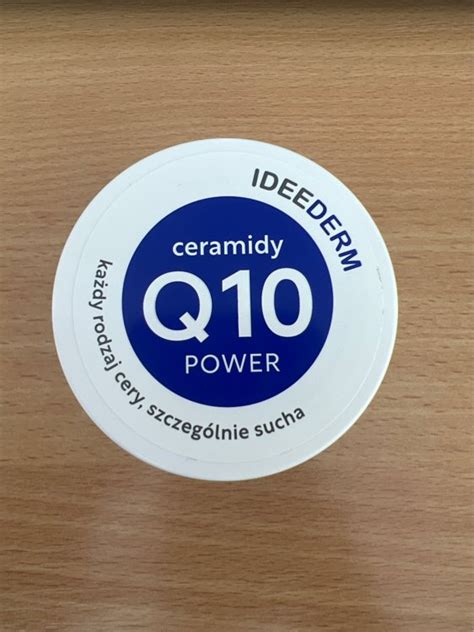 IDEEDERM
ceramidy
Q10
POWER
każdy rodzaj cery, szczególnie sucha